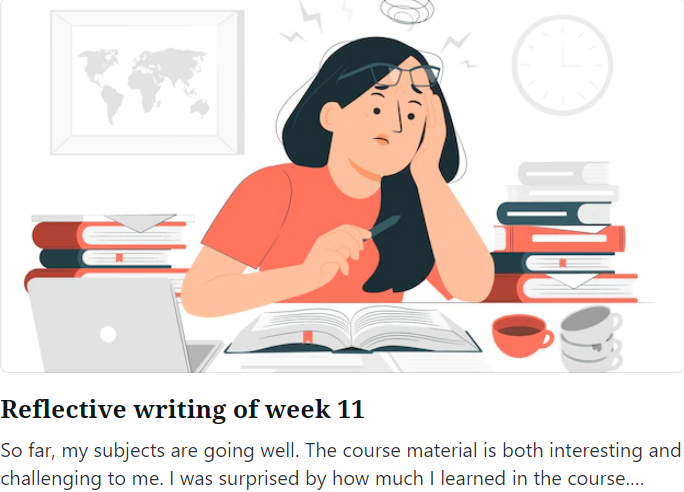 Reflective writing of week 11
So far, my subjects are going well. The course material is both interesting and
challenging to me. I was surprised by how much I learned in the course....